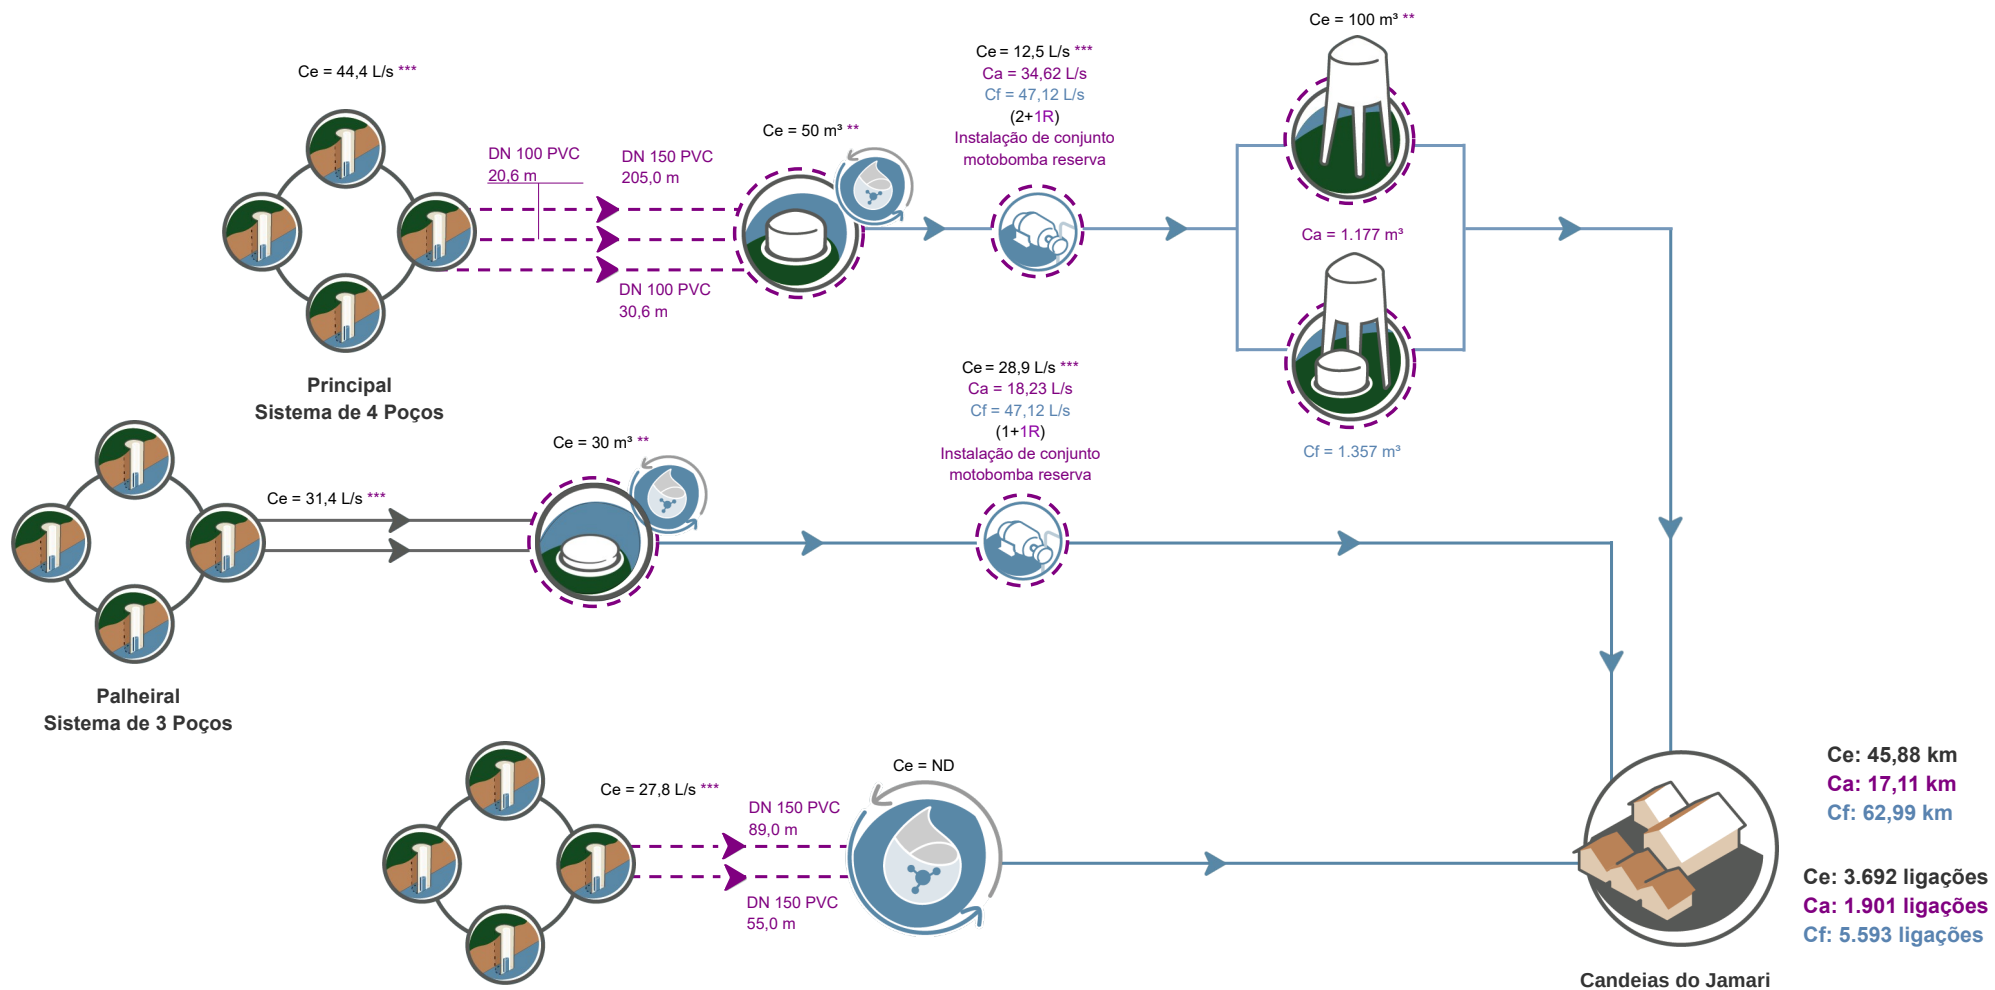 Ce = 100 m³ **
Ce = 44,4 L/s ***
Ce = 12,5 L/s ***
Ca = 34,62 L/s
Cf = 47,12 L/s
(2+1R)
Instalação de conjunto
motobomba reserva
Ce = 50 m³ **
DN 100 PVC
20,6 m
DN 150 PVC
205,0 m
DN 100 PVC
30,6 m
Ca = 1.177 m³
Cf = 1.357 m³
Principal
Sistema de 4 Poços
Ce = 28,9 L/s ***
Ca = 18,23 L/s
Cf = 47,12 L/s
(1+1R)
Instalação de conjunto
motobomba reserva
Ce = 30 m³ **
Ce = 31,4 L/s ***
Palheiral
Sistema de 3 Poços
Ce = ND
Ce = 27,8 L/s ***
DN 150 PVC
89,0 m
DN 150 PVC
55,0 m
Ce: 45,88 km
Ca: 17,11 km
Cf: 62,99 km
Ce: 3.692 ligações
Ca: 1.901 ligações
Cf: 5.593 ligações
Candeias do Jamari